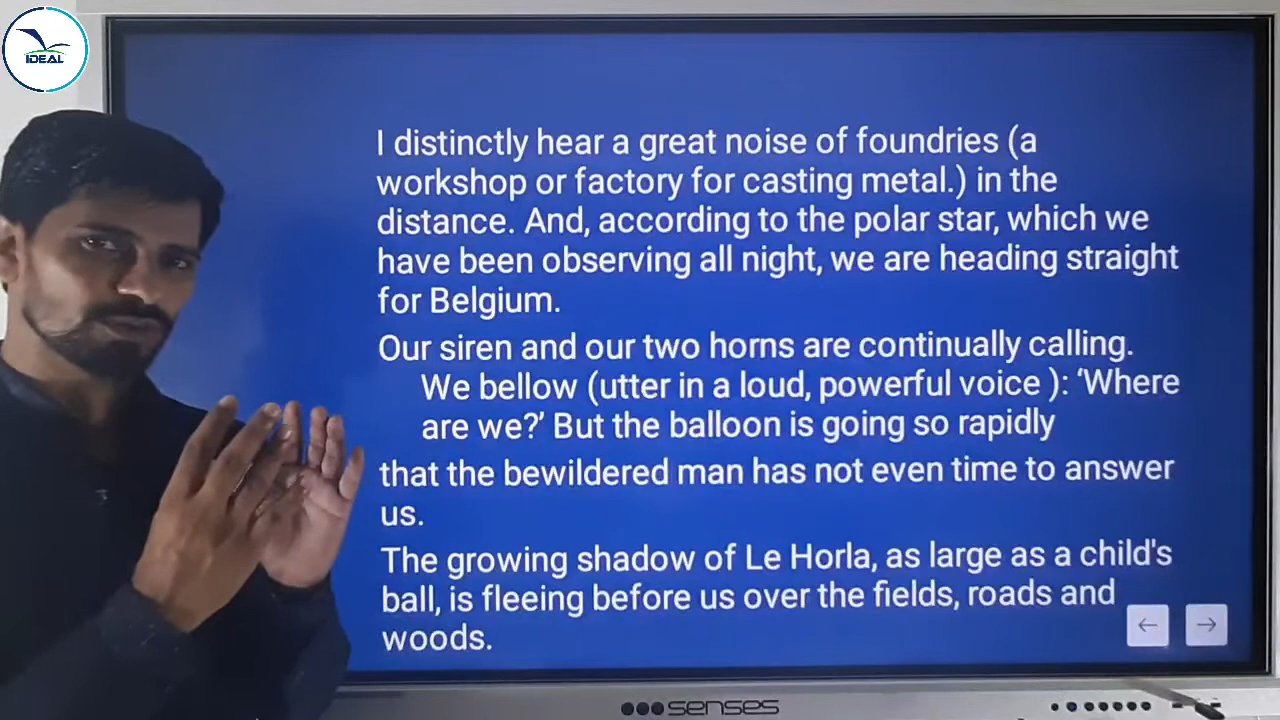 IDEAL
I distinctly hear a great noise of foundries (a
workshop or factory for casting metal.) in the
distance. And, according to the polar star, which we
have been observing all night, we are heading straight
for Belgium.
Our siren and our two horns are continually calling.
We bellow (utter in a loud, powerful voice ): ‘Where
are we?’ But the balloon is going so rapidly
that the bewildered man has not even time to answer
us.
The growing shadow of Le Horla, as large as a child's
ball, is fleeing before us over the fields, roads and
woods.
senses